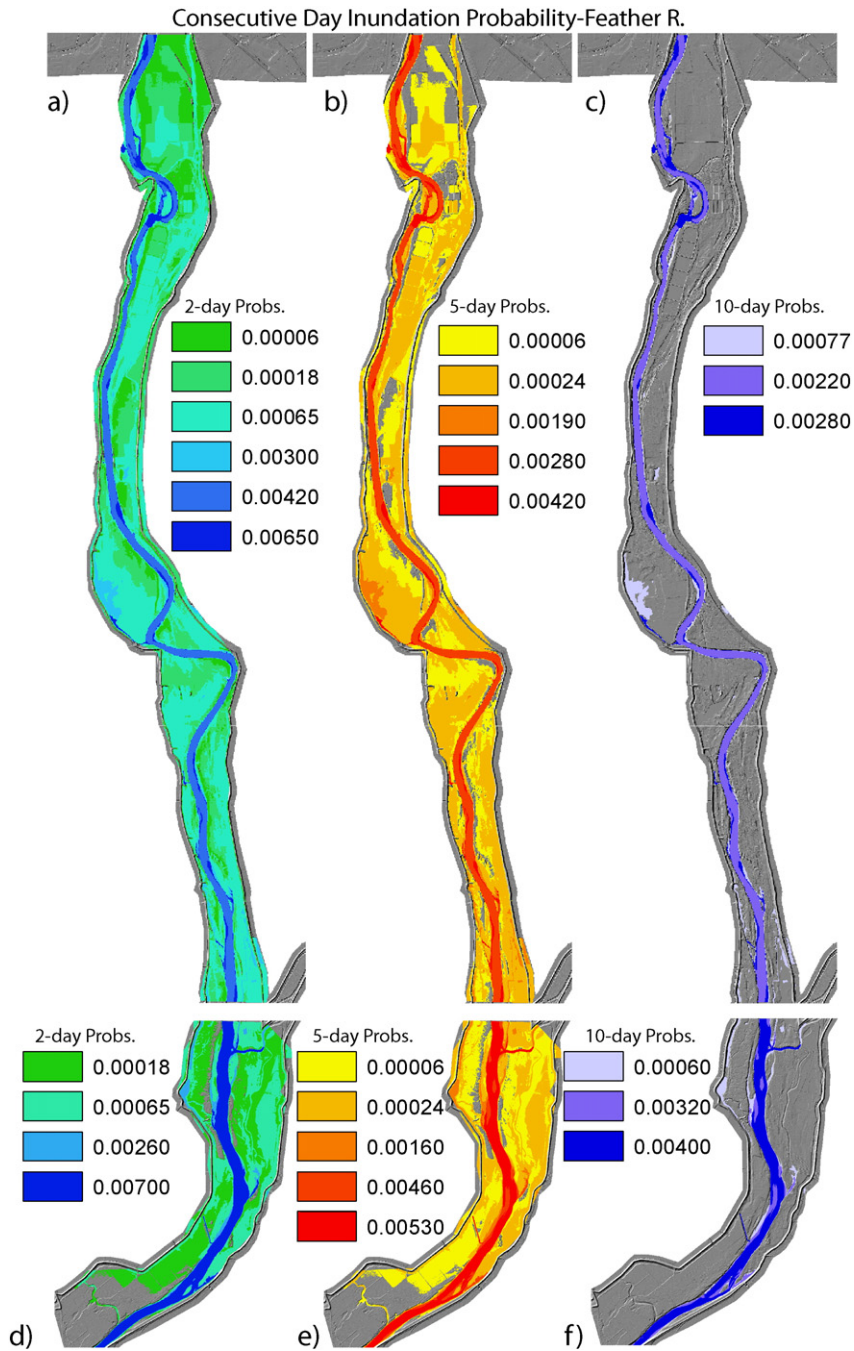 Consecutive Day Inundation Probability-Feather R.
a)
b)
c)
2-day Probs.
0.00006
0.00018
0.00065
0.00300
0.00420
0.00650
5-day Probs.
0.00006
0.00024
0.00190
0.00280
0.00420
10-day Probs.
0.00077
0.00220
0.00280
2-day Probs.
0.00018
0.00065
0.00260
0.00700
5-day Probs.
0.00006
0.00024
0.00160
0.00460
0.00530
10-day Probs.
0.00060
0.00320
0.00400
d)
e)
f)